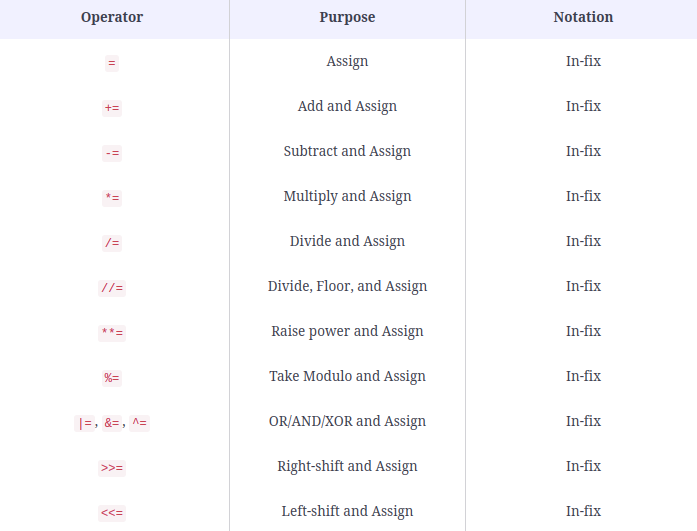 Operator Purpose Notation
= Assign In-fix
+= Add and Assign In-fix
-= Subtract and Assign In-fix
*= Multiply and Assign In-fix
/= Divide and Assign In-fix
//= Divide, Floor, and Assign In-fix
**= Raise power and Assign In-fix
%= Take Modulo and Assign In-fix
|=, &=, ^= OR/AND/XOR and Assign In-fix
>>= Right-shift and Assign In-fix
<<= Left-shift and Assign In-fix